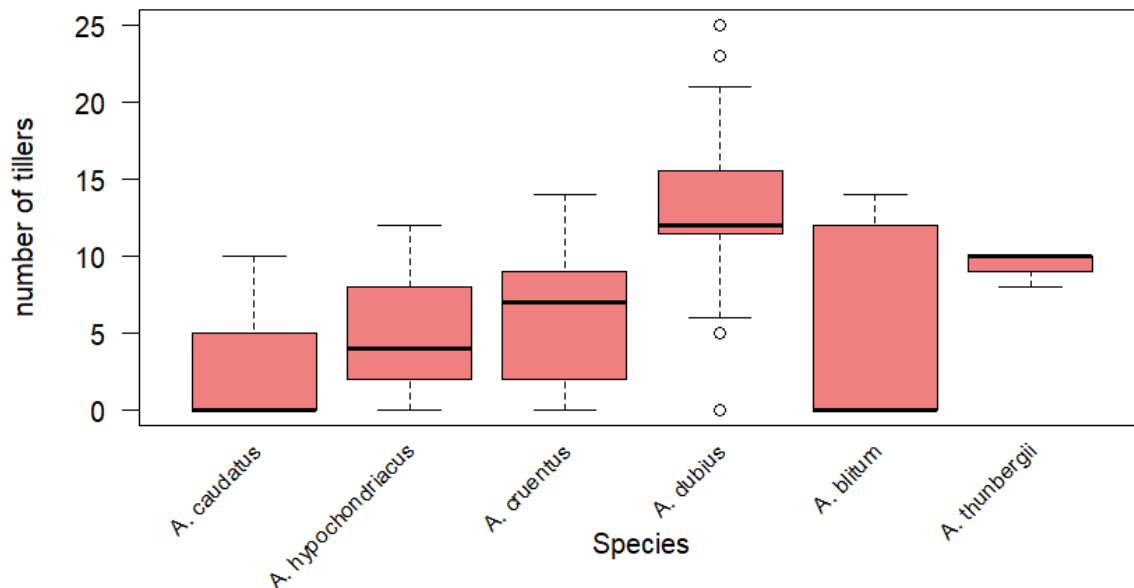 number of tillers
25
20
15
10
5
0
A. caudatus
A. hypochondriacus
A. cruentus
A. dubius
A. blitum
A. thunbergii
Species